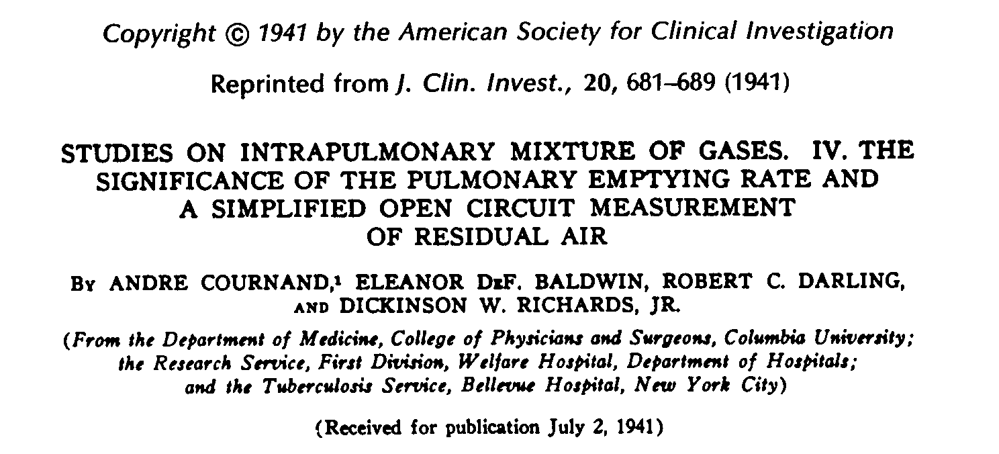 Copyright © 1941 by the American Society for Clinical Investigation
Reprinted from J. Clin. Invest., 20, 681–689 (1941)
STUDIES ON INTRAPULMONARY MIXTURE OF GASES. IV. THE
SIGNIFICANCE OF THE PULMONARY EMPTYING RATE AND
A SIMPLIFIED OPEN CIRCUIT MEASUREMENT
OF RESIDUAL AIR
By ANDRE COURNAND,¹ ELEANOR DeF. BALDWIN, ROBERT C. DARLING,
AND DICKINSON W. RICHARDS, JR.
(From the Department of Medicine, College of Physicians and Surgeons, Columbia University;
the Research Service, First Division, Welfare Hospital, Department of Hospitals;
and the Tuberculosis Service, Bellevue Hospital, New York City)
(Received for publication July 2, 1941)